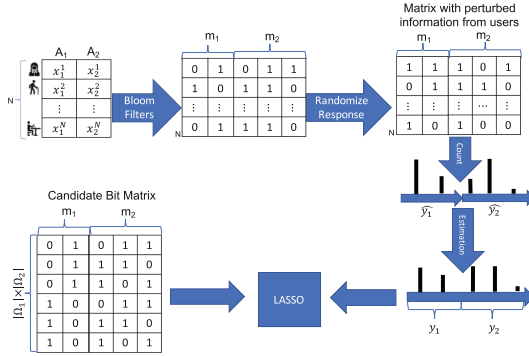 A₁ A₂
N
x₁¹ x₂¹
x₁² x₂²
⋮ ⋮
x₁ᴺ x₂ᴺ
Bloom
Filters
m₁ m₂
0 1 0 1 1
1 0 1 1 0
⋮ ⋮ ⋮ ⋮ ⋮
0 1 1 1 0
N
Randomize
Response
Matrix with perturbed
information from users
m₁ m₂
1 1 1 0 1
0 1 1 1 0
⋮ ⋮ ⋮ ... ⋮
1 0 1 0 0
N
Count
ŷ₁ ŷ₂
Estimation
y₁ y₂
Candidate Bit Matrix
m₁ m₂
|Ω₁|×|Ω₂|
0 1 0 1 1
0 1 1 1 0
0 1 0 1 1
0 1 1 1 0
1 0 0 1 1
1 0 1 1 0
LASSO